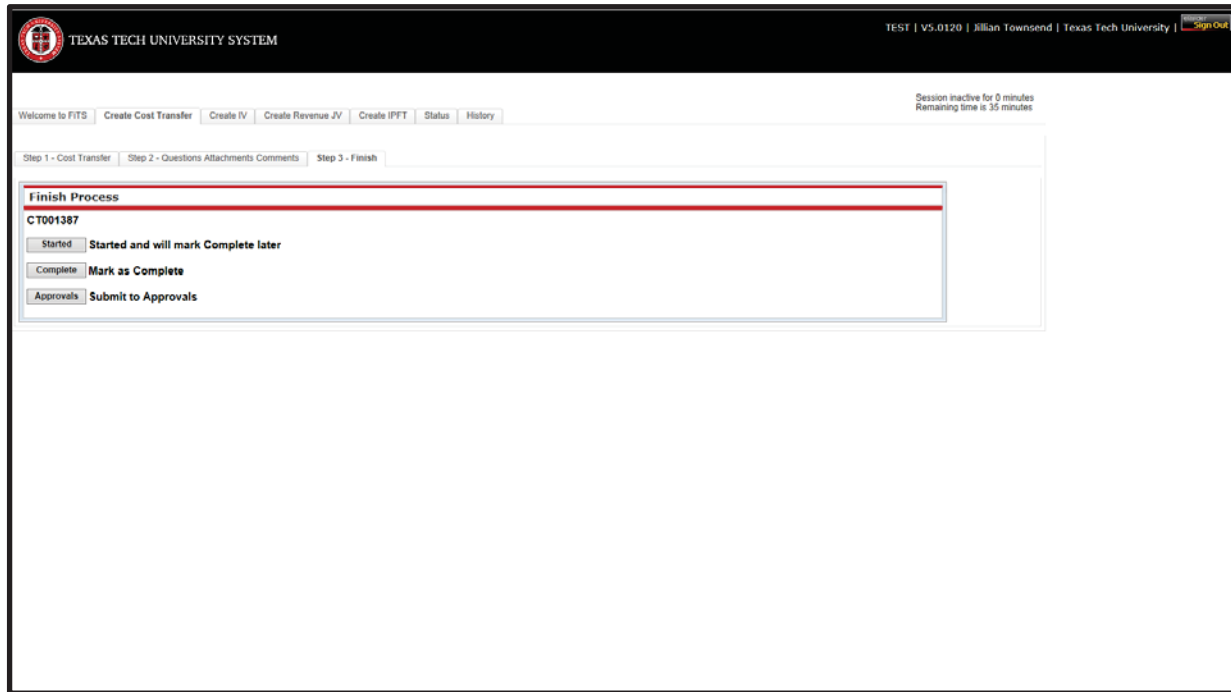 TEXAS TECH UNIVERSITY SYSTEM
TEST | V5.0120 | Jillian Townsend | Texas Tech University | Sign Out
Session inactive for 0 minutes
Remaining time is 35 minutes
Welcome to FiTS Create Cost Transfer Create IV Create Revenue JV Create IPFT Status History
Step 1 - Cost Transfer Step 2 - Questions Attachments Comments Step 3 - Finish
Finish Process
CT001387
Started Started and will mark Complete later
Complete Mark as Complete
Approvals Submit to Approvals